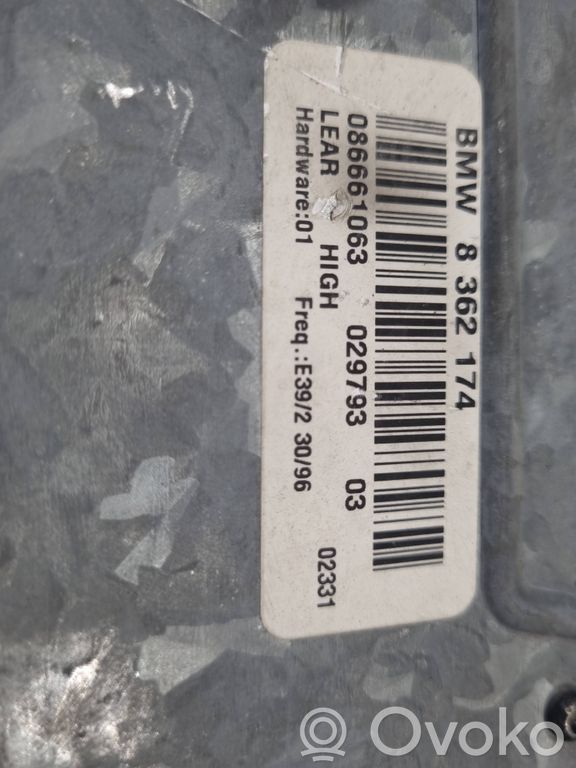 BMW 8 362 174
086661063 029793 03
LEAR HIGH 02331
Hardware:01 Freq.:E39/2 30/96
Ovoko